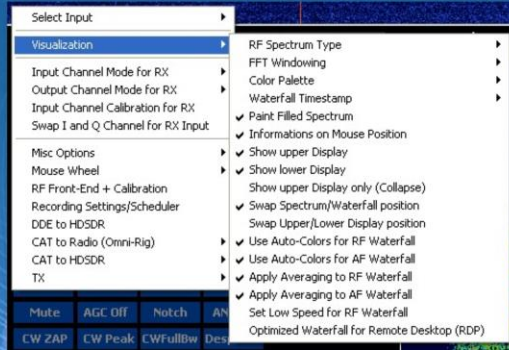 Select Input
Visualization
Input Channel Mode for RX
Output Channel Mode for RX
Input Channel Calibration for RX
Swap I and Q Channel for RX Input
Misc Options
Mouse Wheel
RF Front-End + Calibration
Recording Settings/Scheduler
DDE to HDSDR
CAT to Radio (Omni-Rig)
CAT to HDSDR
TX
RF Spectrum Type
FFT Windowing
Color Palette
Waterfall Timestamp
Paint Filled Spectrum
Informations on Mouse Position
Show upper Display
Show lower Display
Show upper Display only (Collapse)
Swap Spectrum/Waterfall position
Swap Upper/Lower Display position
Use Auto-Colors for RF Waterfall
Use Auto-Colors for AF Waterfall
Apply Averaging to RF Waterfall
Apply Averaging to AF Waterfall
Set Low Speed for RF Waterfall
Optimized Waterfall for Remote Desktop (RDP)
Mute AGC Off Notch AN
CW ZAP CW Peak CWFullBw Des